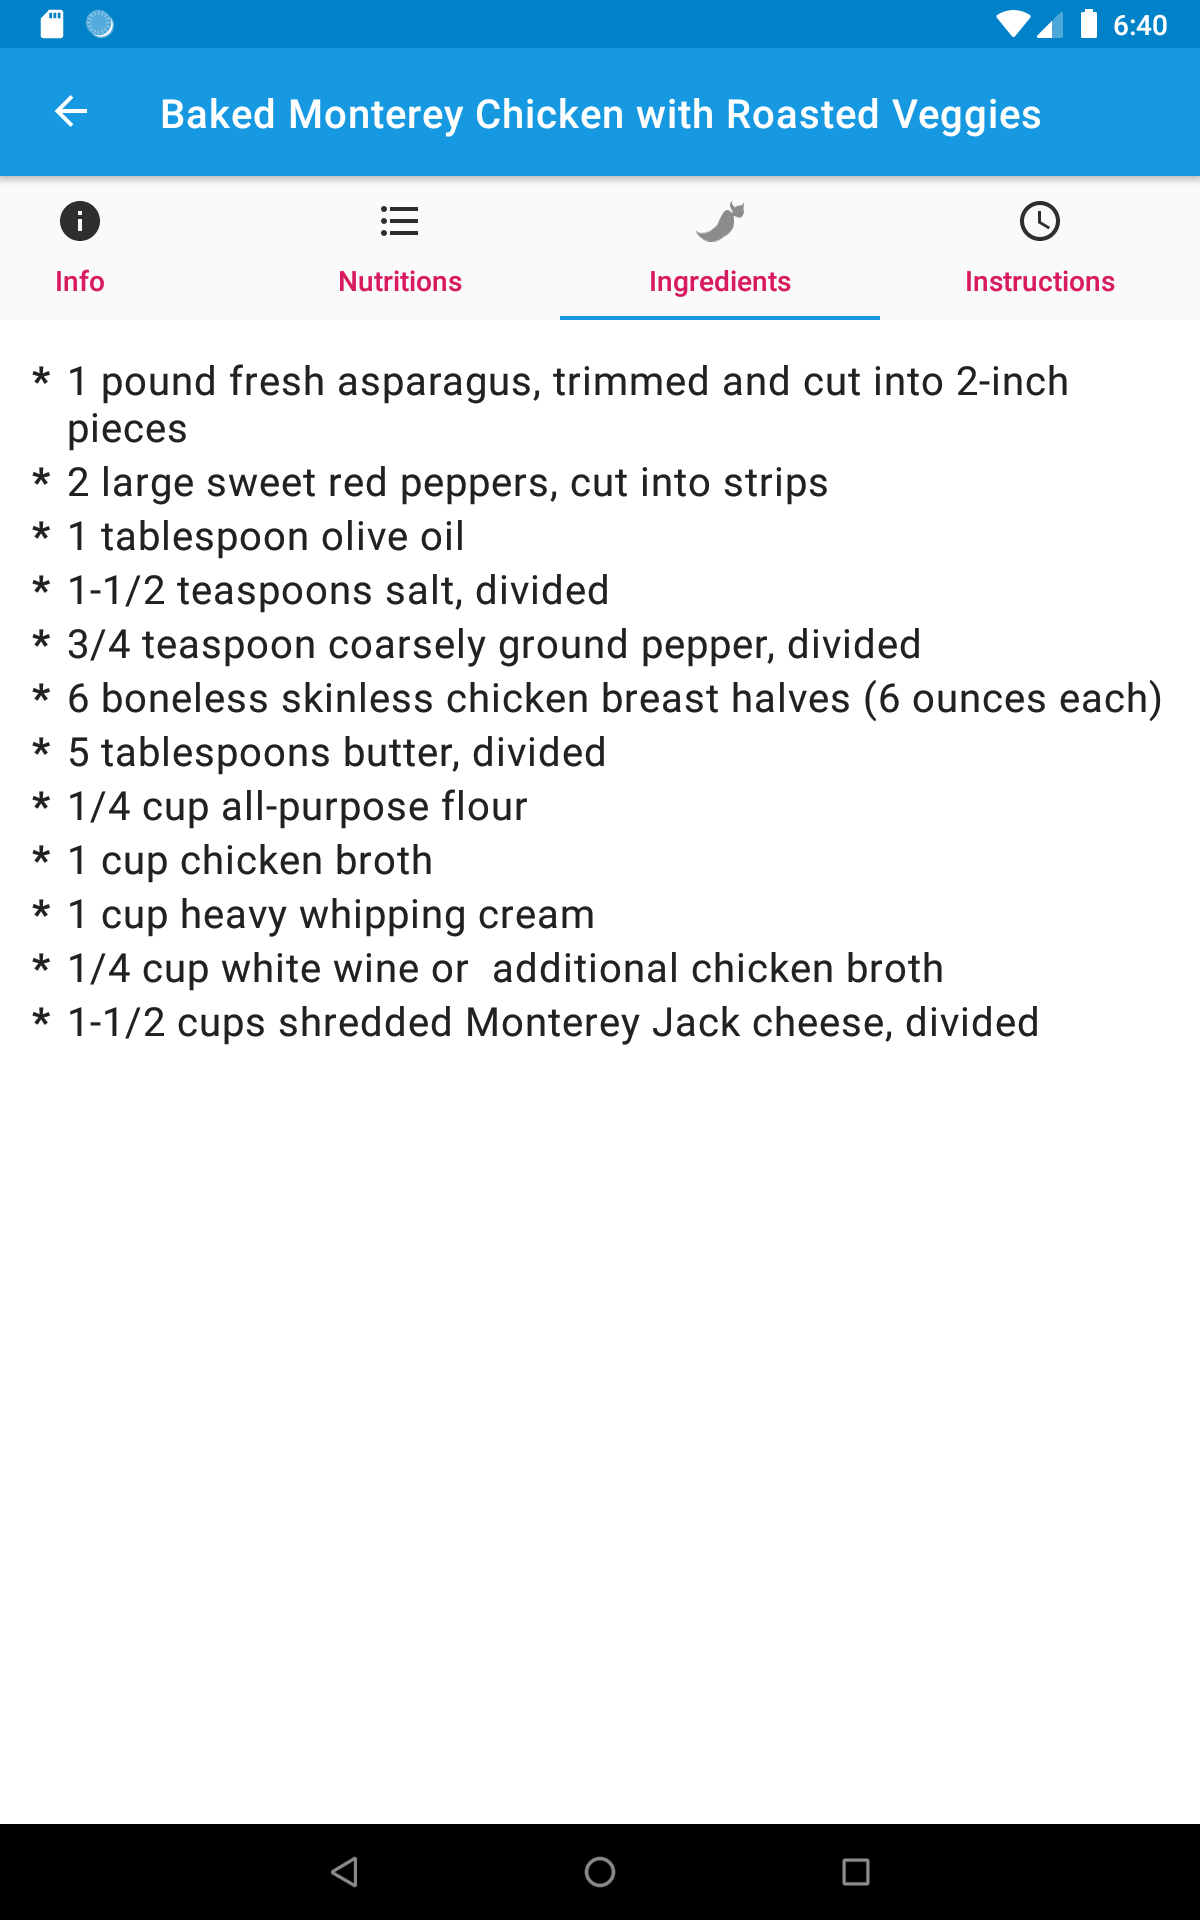 6:40
Baked Monterey Chicken with Roasted Veggies
Info
Nutritions
Ingredients
Instructions
* 1 pound fresh asparagus, trimmed and cut into 2-inch
pieces
* 2 large sweet red peppers, cut into strips
* 1 tablespoon olive oil
* 1-1/2 teaspoons salt, divided
* 3/4 teaspoon coarsely ground pepper, divided
* 6 boneless skinless chicken breast halves (6 ounces each)
* 5 tablespoons butter, divided
* 1/4 cup all-purpose flour
* 1 cup chicken broth
* 1 cup heavy whipping cream
* 1/4 cup white wine or  additional chicken broth
* 1-1/2 cups shredded Monterey Jack cheese, divided